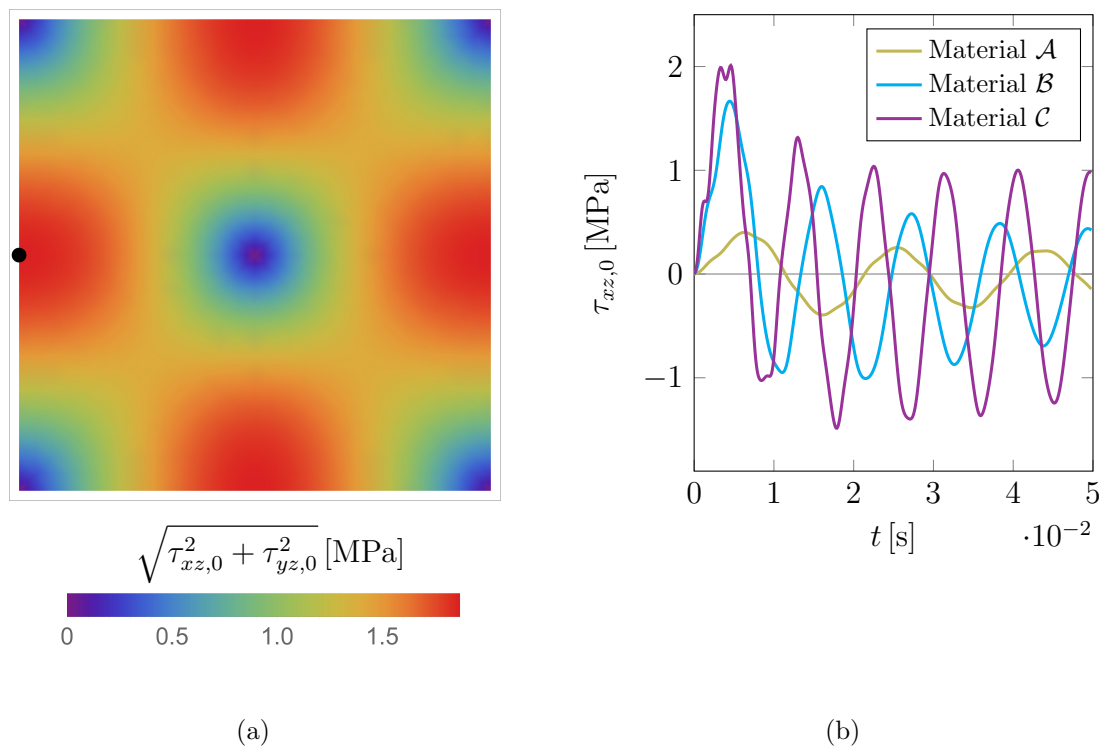 √τ²xz,0 + τ²yz,0 [MPa]
0 0.5 1.0 1.5
(a)
Material 𝒜
Material ℬ
Material 𝒞
τxz,0 [MPa]
2
1
0
−1
0 1 2 3 4 5
t [s]
·10⁻²
(b)